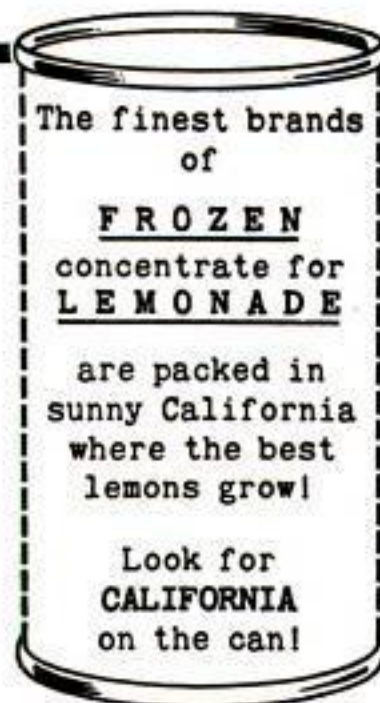 The finest brands
of
FROZEN
concentrate for
LEMONADE
are packed in
sunny California
where the best
lemons grow!
Look for
CALIFORNIA
on the can!